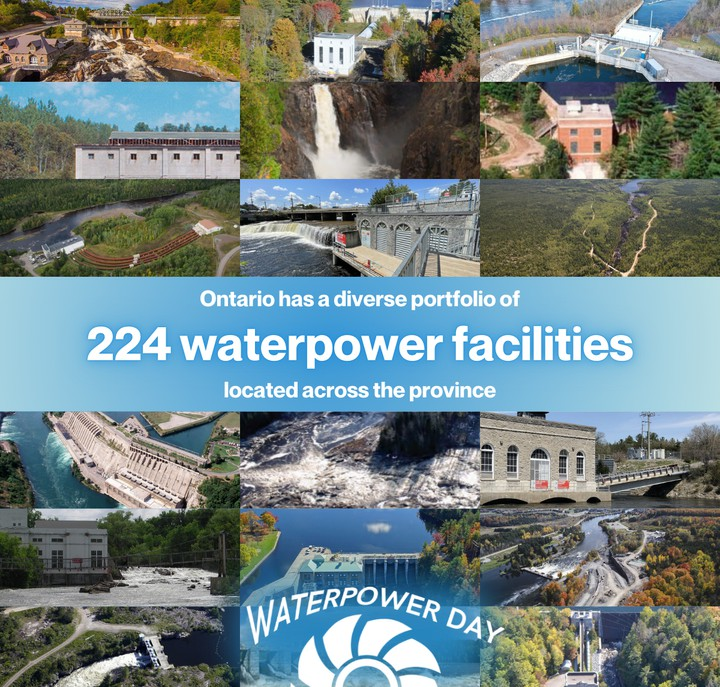 Ontario has a diverse portfolio of
224 waterpower facilities
located across the province
WATERPOWER DAY